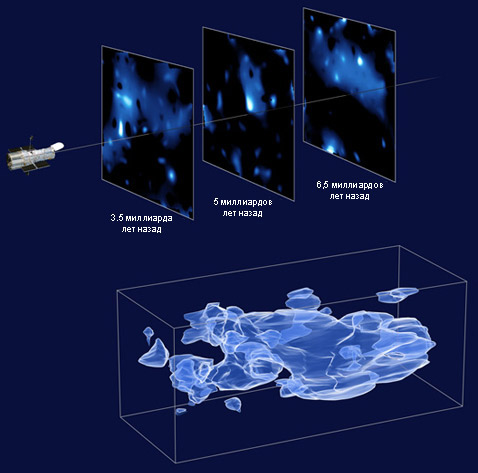 3.5 миллиарда
лет назад
5 миллиардов
лет назад
6,5 миллиардов
лет назад